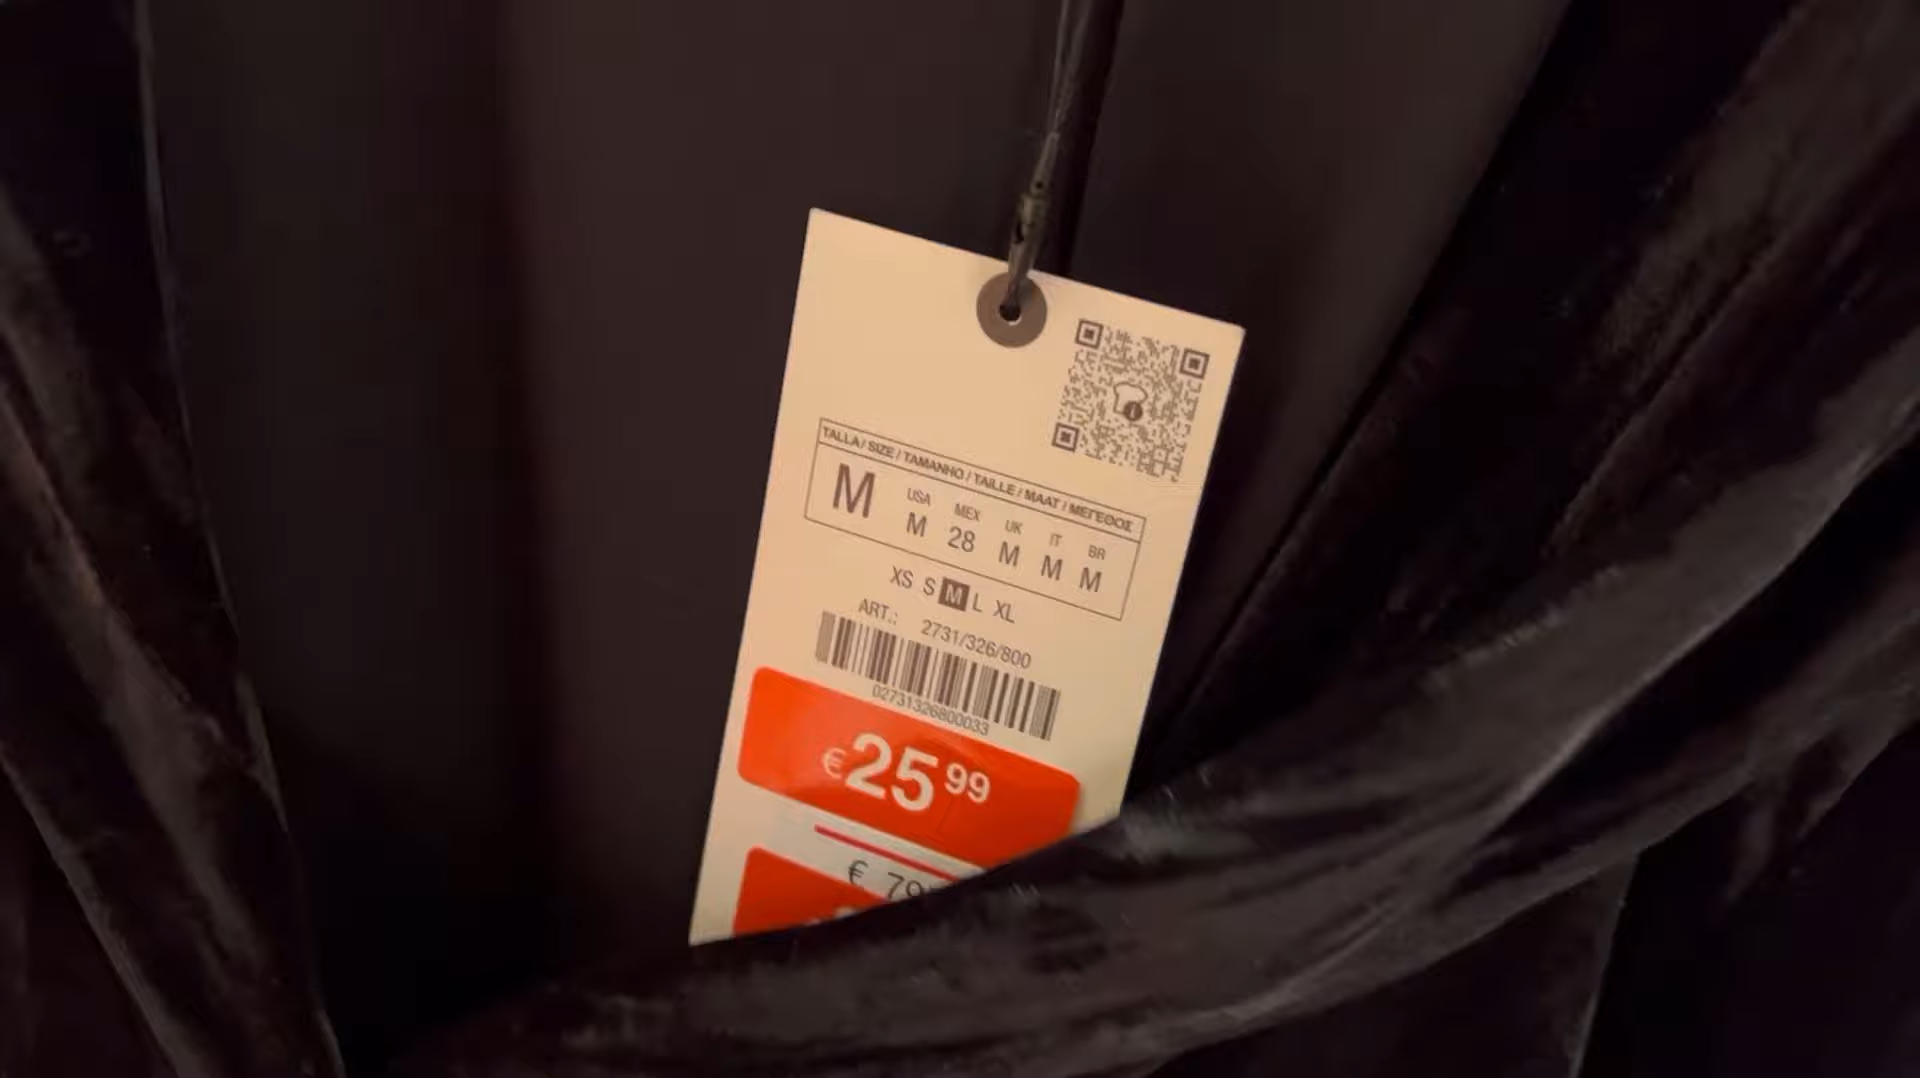 TALLA / SIZE / TAMANHO / TAILLE / MAAT / ΜΕΓΕΘΟΣ
M
USA MEX UK IT BR
M 28 M M M
XS S M L XL
ART.: 2731/326/800
02731326800033
€25 99
€ 79